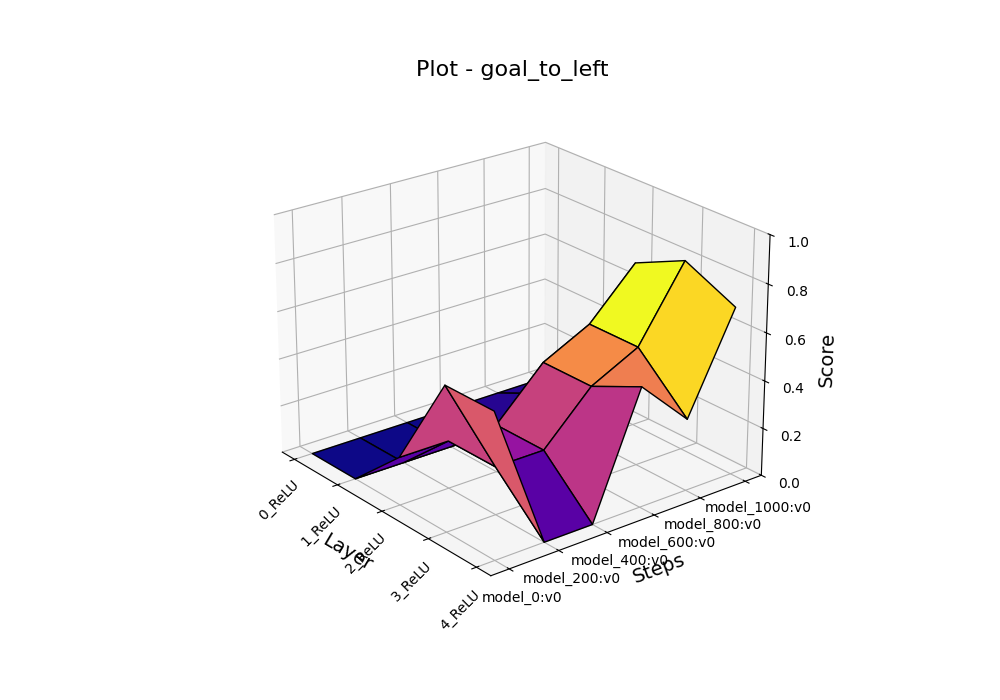 Plot - goal_to_left
1.0
0.8
0.6
0.4
0.2
0.0
Score
0_ReLU
1_ReLU
2_ReLU
3_ReLU
4_ReLU
Layer
model_1000:v0
model_800:v0
model_600:v0
model_400:v0
model_200:v0
model_0:v0
Steps